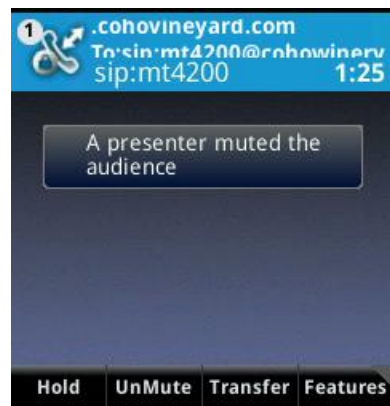 1
.cohovineyard.com
To:sip:mt4200@cohowinery
sip:mt4200 1:25
A presenter muted the
audience
Hold UnMute Transfer Features